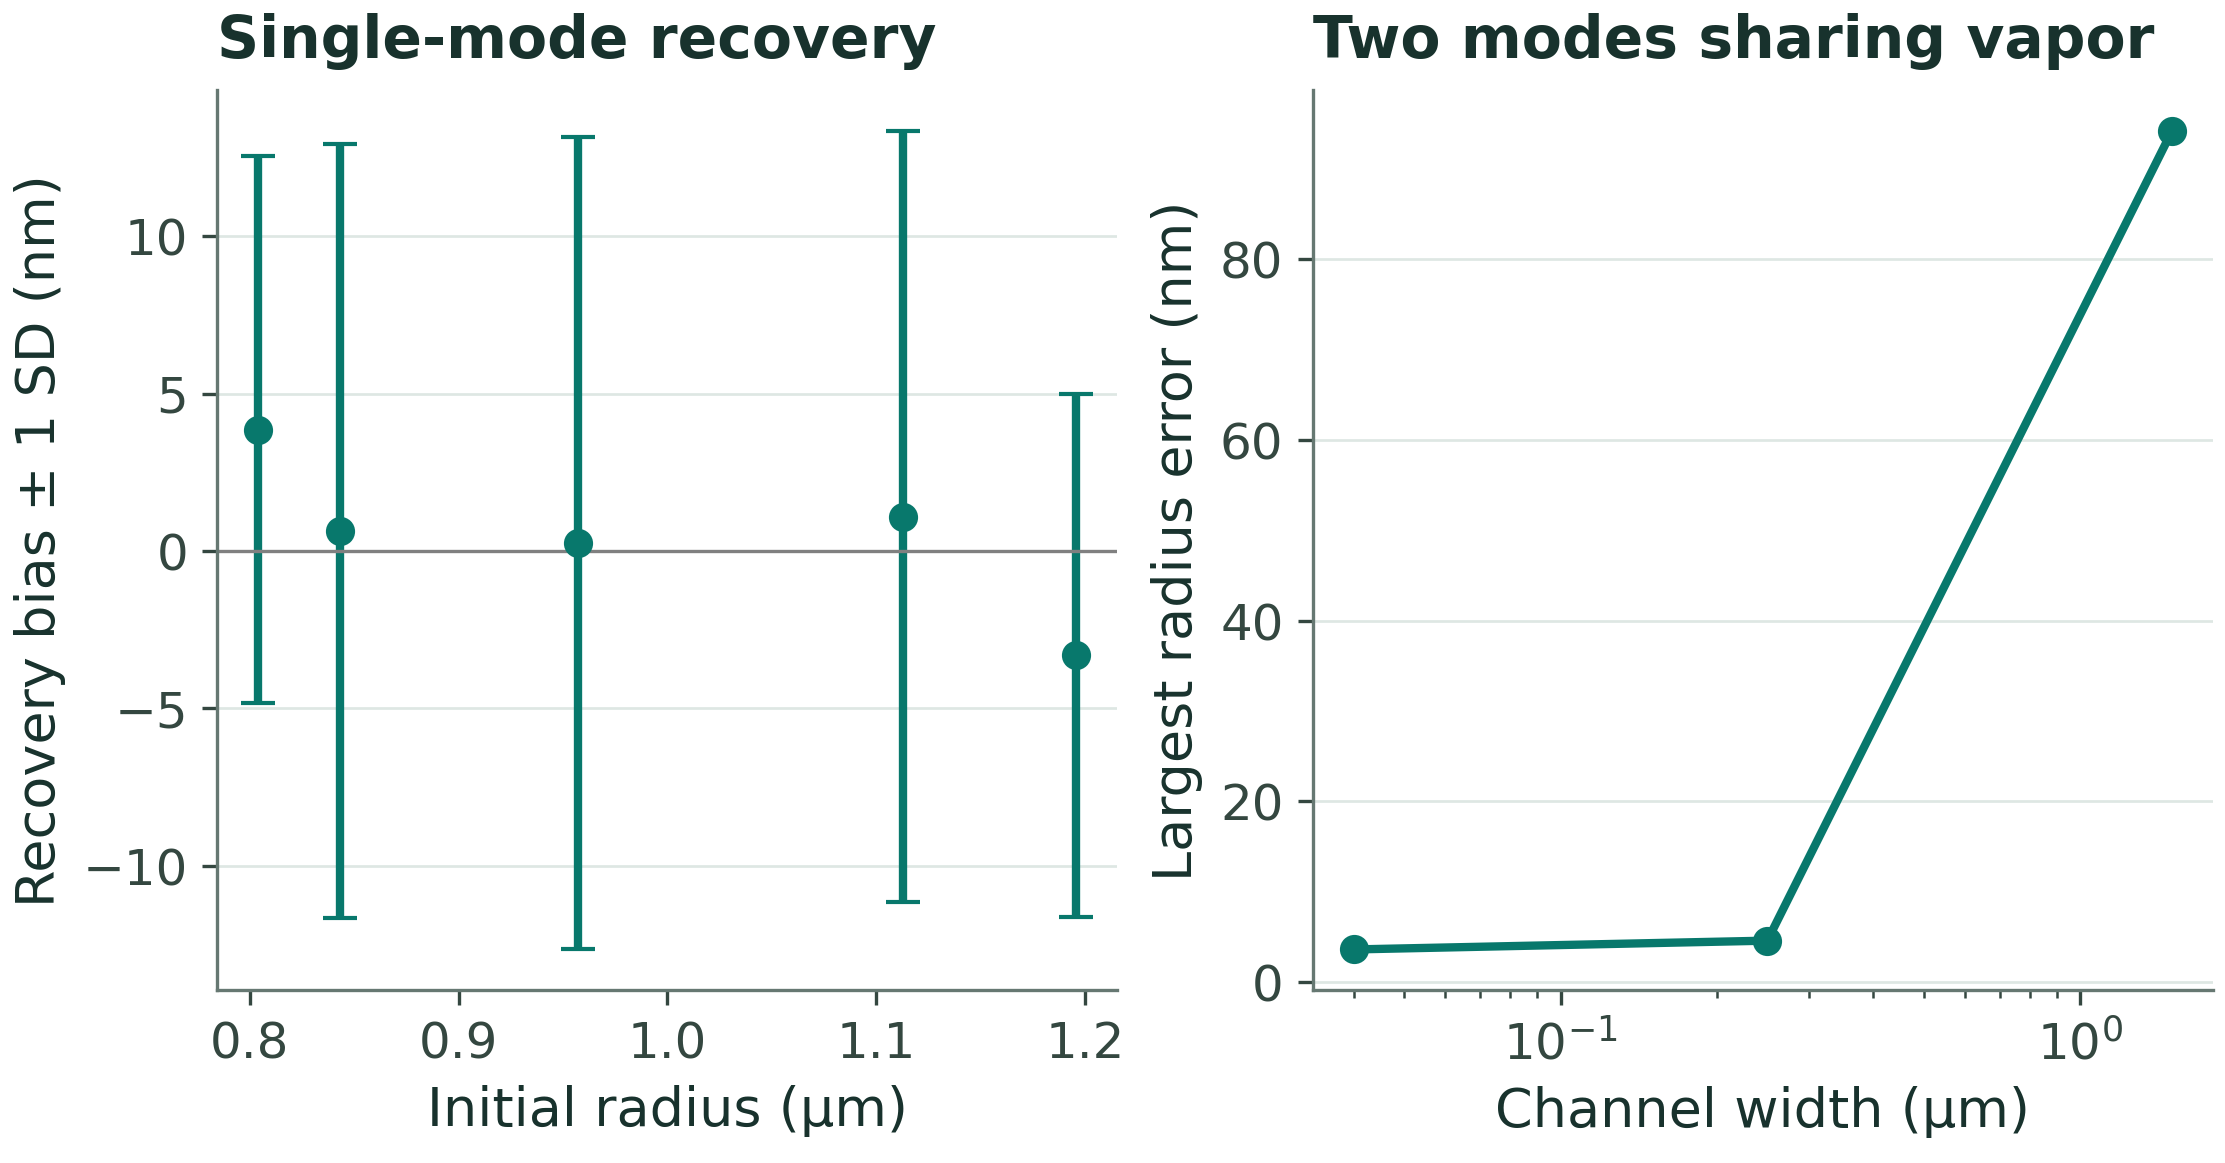 Single-mode recovery
Recovery bias ± 1 SD (nm)
10
5
0
−5
−10
0.8 0.9 1.0 1.1 1.2
Initial radius (µm)
Two modes sharing vapor
Largest radius error (nm)
80
60
40
20
0
10⁻¹ 10⁰
Channel width (µm)